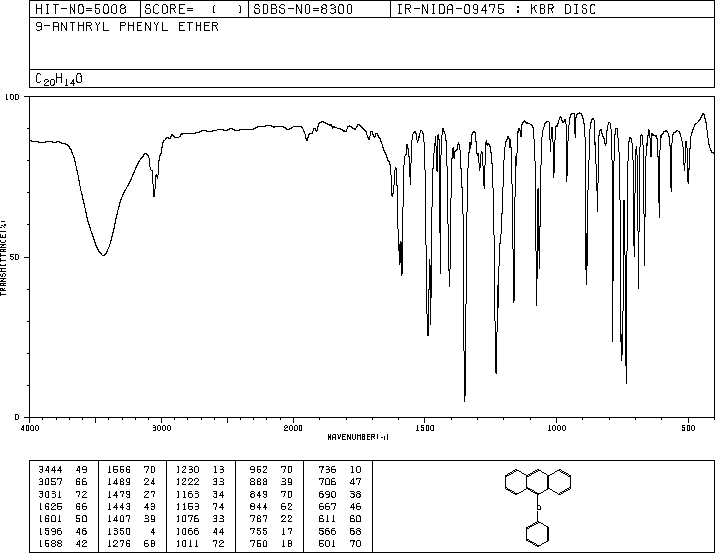 HIT-NO=5008 SCORE= ( ) SDBS-NO=8300 IR-NIDA-09475 : KBR DISC
9-ANTHRYL PHENYL ETHER
C20H14O
100
TRANSMITTANCE(%)
50
0
4000 3000 2000 1500 1000 500
WAVENUMBER(-1)
3444 49 1556 70 1230 13 962 70 736 10
3057 66 1489 24 1222 33 888 39 706 47
3031 72 1479 27 1163 34 849 70 690 38
1625 66 1443 43 1159 74 844 62 667 46
1601 50 1407 39 1076 33 787 22 611 60
1596 46 1350 4 1066 44 755 17 566 68
1588 42 1276 68 1011 72 750 18 501 70
O